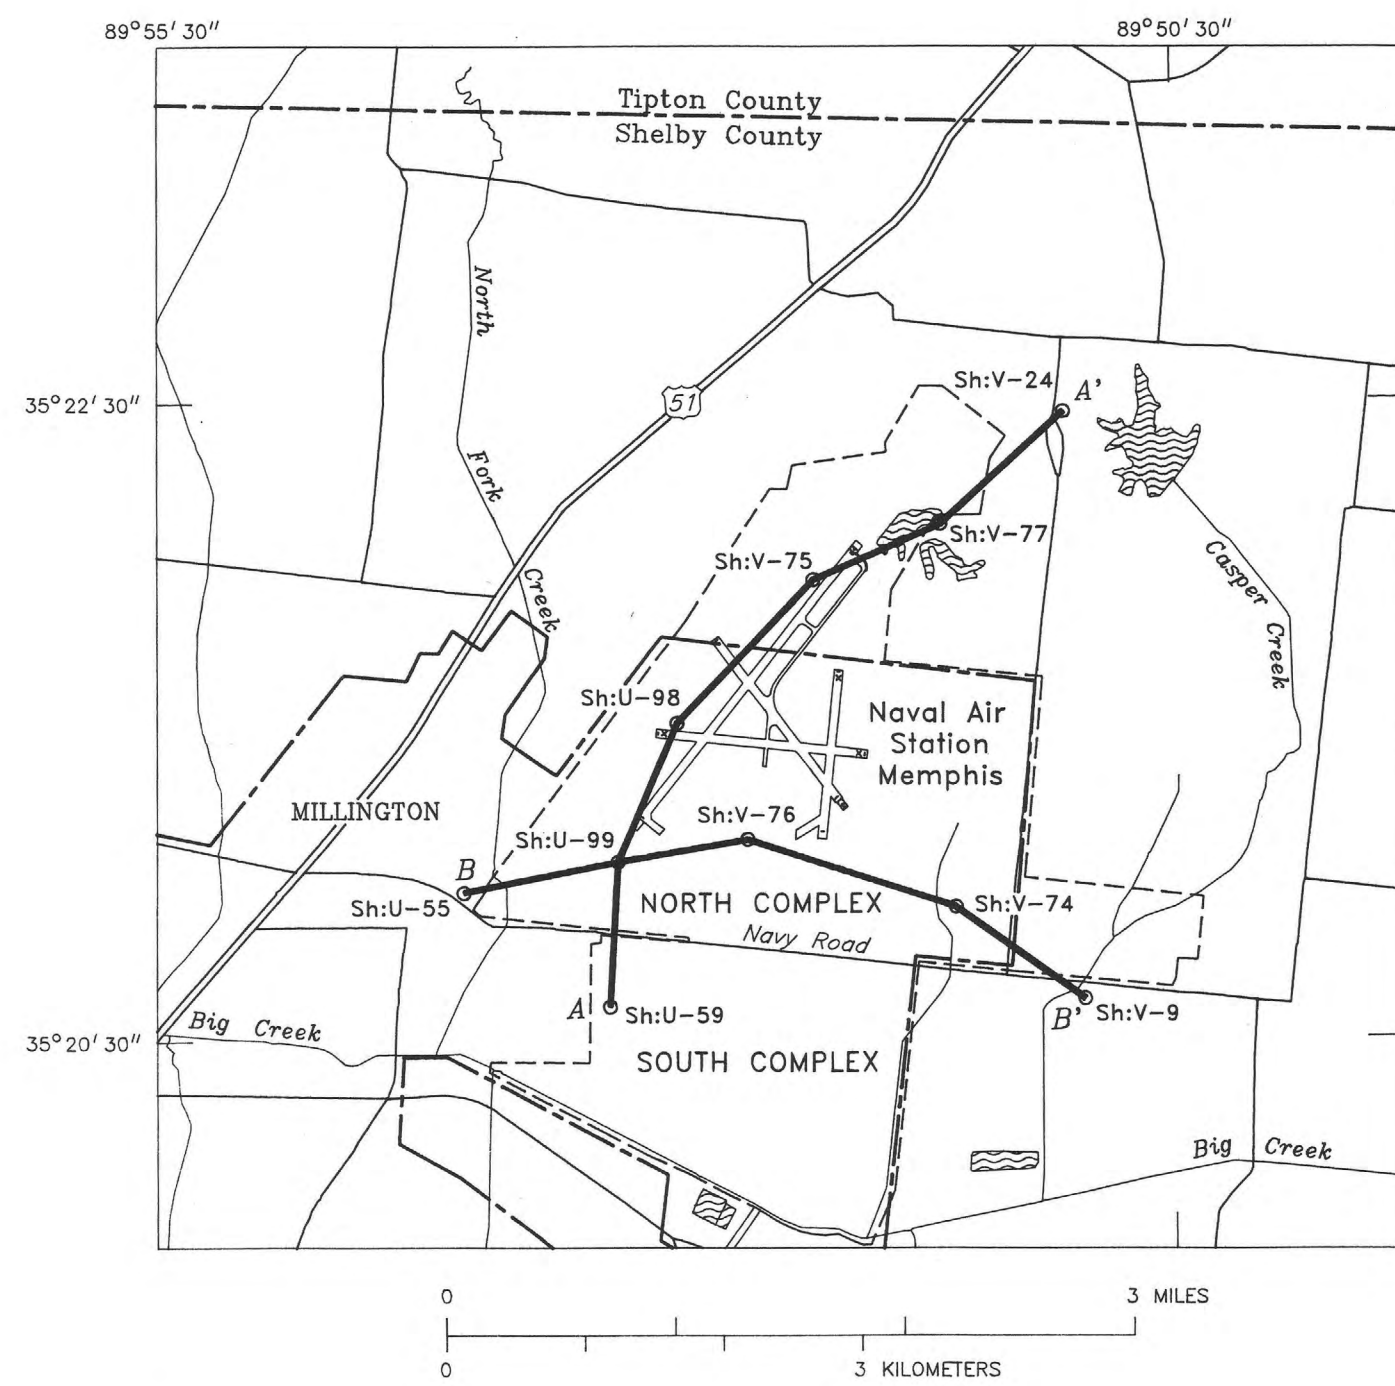 89°55'30"
89°50'30"
Tipton County
Shelby County
North
Fork
Creek
51
35°22'30"
Sh:V-24
A'
Sh:V-77
Sh:V-75
Casper
Creek
Sh:U-98
Naval Air
Station
Memphis
MILLINGTON
Sh:V-76
Sh:U-99
B
Sh:U-55
NORTH COMPLEX
Sh:V-74
Navy Road
A
Sh:U-59
B'
Sh:V-9
Big Creek
35°20'30"
SOUTH COMPLEX
Big Creek
0 3 MILES
0 3 KILOMETERS